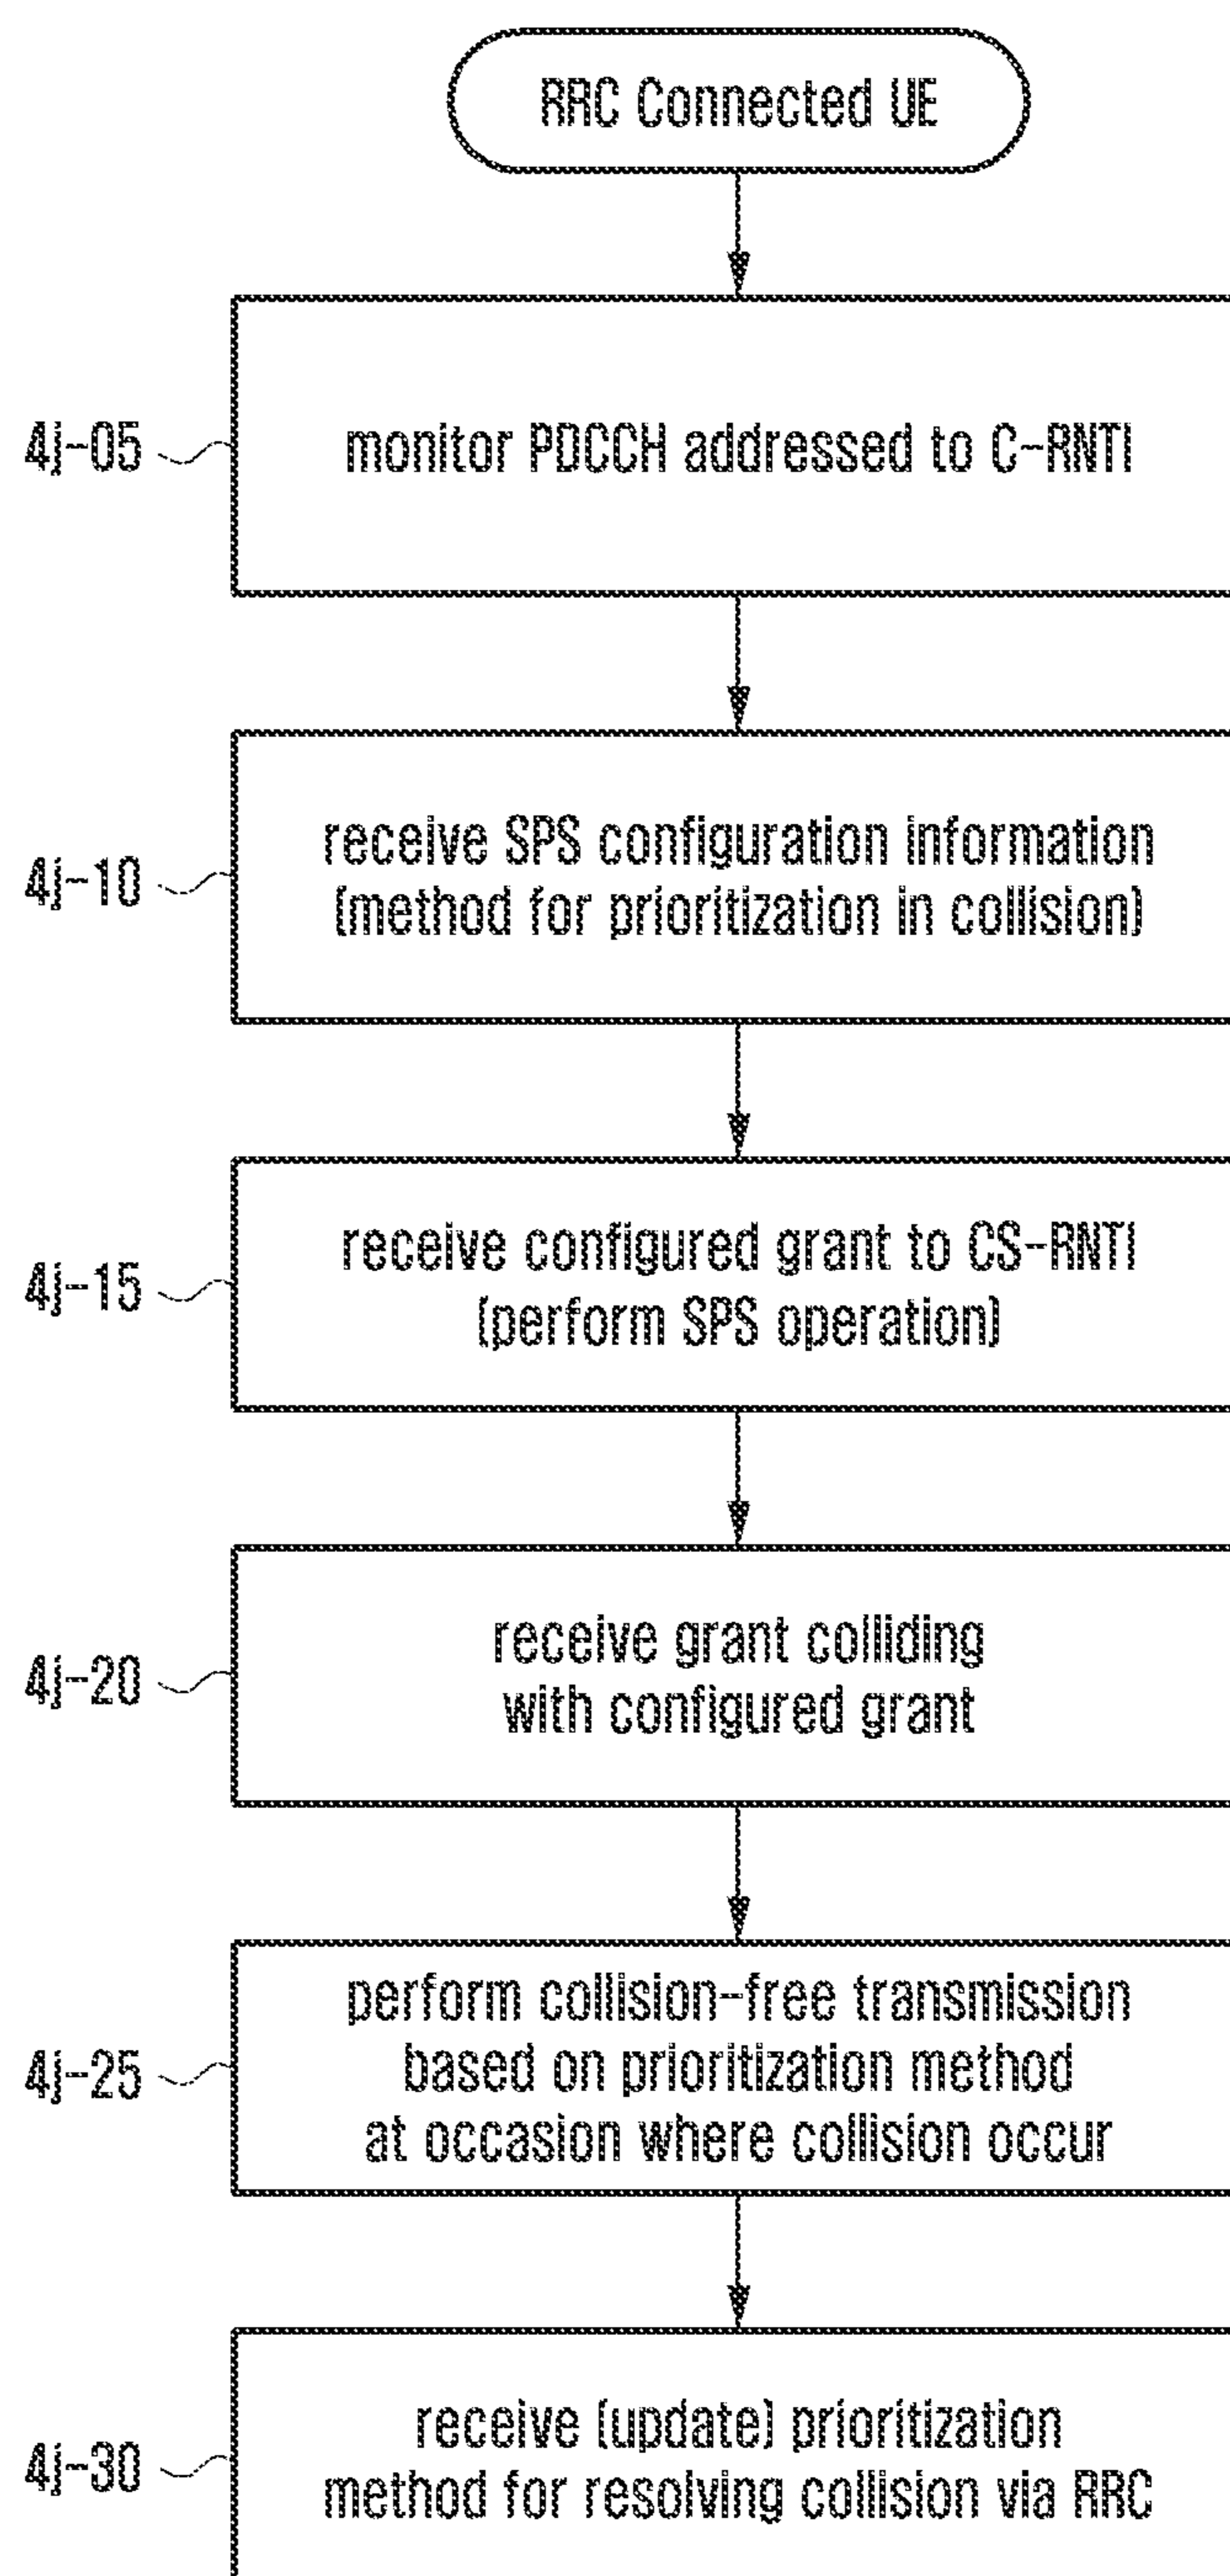 RRC Connected UE
4j-05
monitor PDCCH addressed to C-RNTI
4j-10
receive SPS configuration information
(method for prioritization in collision)
4j-15
receive configured grant to CS-RNTI
(perform SPS operation)
4j-20
receive grant colliding
with configured grant
4j-25
perform collision-free transmission
based on prioritization method
at occasion where collision occur
4j-30
receive (update) prioritization
method for resolving collision via RRC